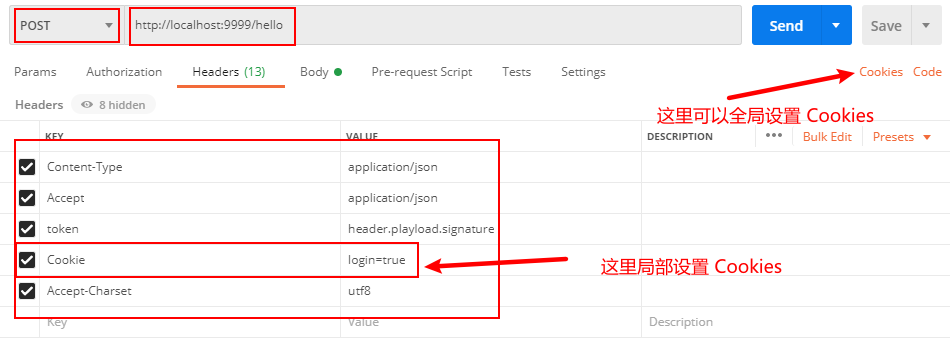 POST http://localhost:9999/hello Send Save
Params Authorization Headers (13) Body Pre-request Script Tests Settings Cookies Code
Headers 8 hidden
这里可以全局设置 Cookies
KEY VALUE DESCRIPTION ••• Bulk Edit Presets
Content-Type application/json
Accept application/json
token header.playload.signature
Cookie login=true
这里局部设置 Cookies
Accept-Charset utf8
Key Value Description